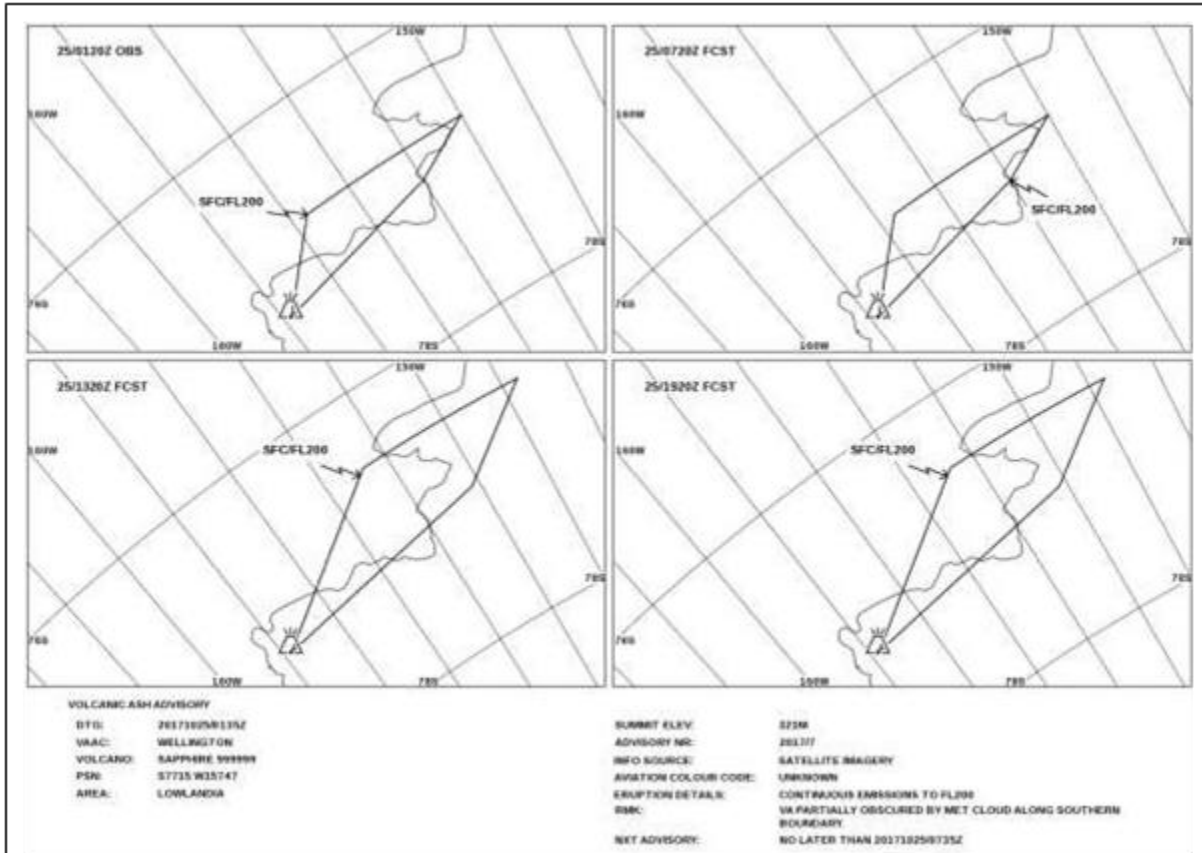 25/0120Z OBS
150W
160W
SFC/FL200
78S
76S
160W
78S
25/0720Z FCST
150W
160W
SFC/FL200
78S
76S
160W
78S
25/1320Z FCST
150W
160W
SFC/FL200
78S
76S
160W
78S
25/1920Z FCST
150W
160W
SFC/FL200
78S
76S
160W
78S
VOLCANIC ASH ADVISORY
DTG: 20171025/0135Z
VAAC: WELLINGTON
VOLCANO: SAPPHIRE 999999
PSN: S7715 W15747
AREA: LOWLANDIA
SUMMIT ELEV:
ADVISORY NR: 2017/7
INFO SOURCE: SATELLITE IMAGERY
AVIATION COLOUR CODE: UNKNOWN
ERUPTION DETAILS: CONTINUOUS EMISSIONS TO FL200
RMK: VA PARTIALLY OBSCURED BY MET CLOUD ALONG SOUTHERN
BOUNDARY.
NXT ADVISORY: NO LATER THAN 20171025/0735Z